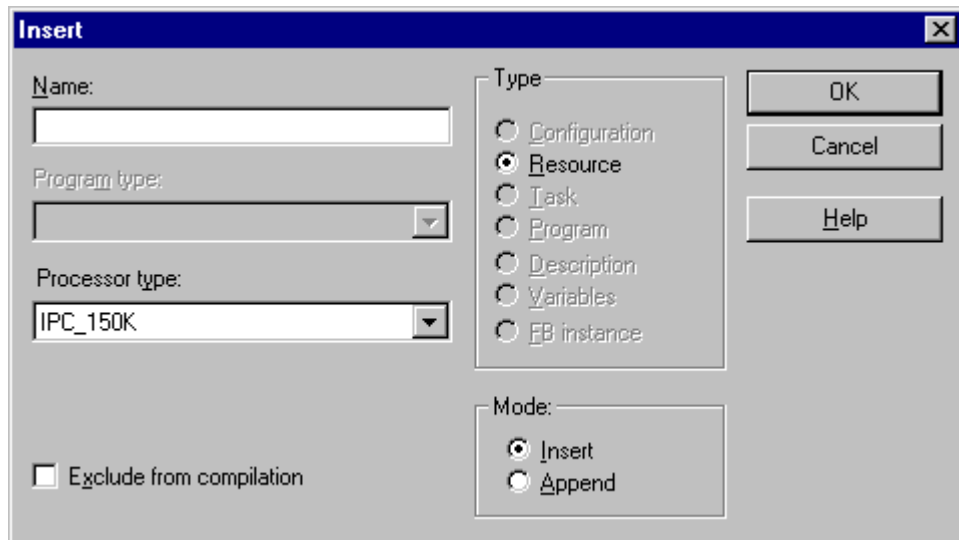 Insert
Name:
Program type:
Processor type:
IPC_150K
Exclude from compilation
Type
Configuration
Resource
Task
Program
Description
Variables
FB instance
Mode:
Insert
Append
OK
Cancel
Help